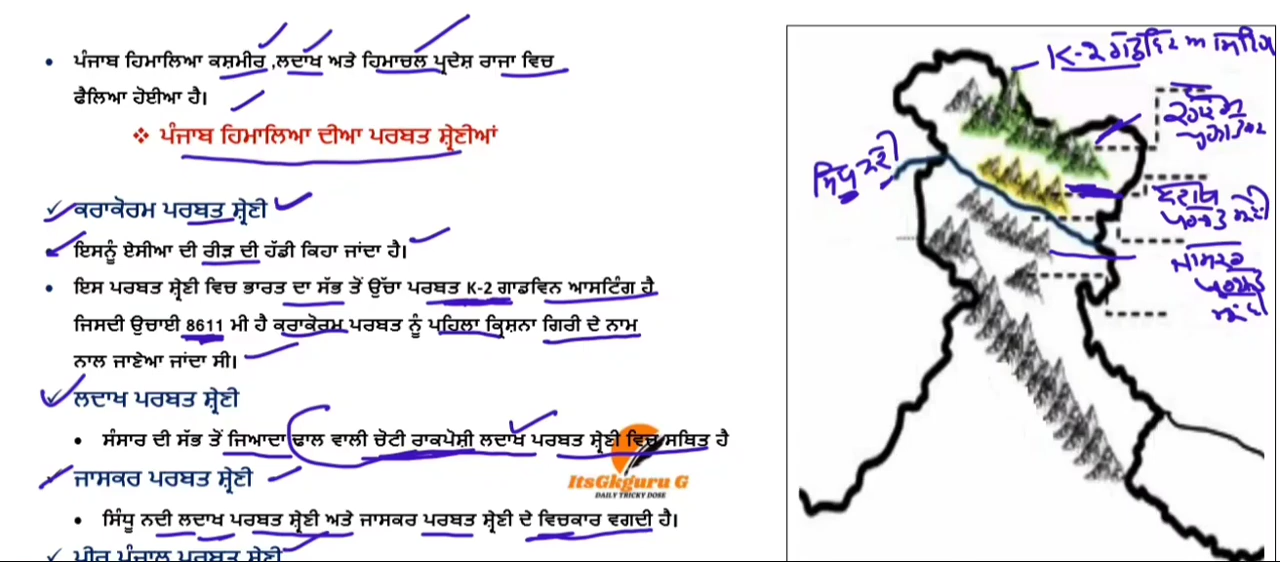 • ਪੰਜਾਬ ਹਿਮਾਲਿਆ ਕਸ਼ਮੀਰ ,ਲਦਾਖ ਅਤੇ ਹਿਮਾਚਲ ਪ੍ਰਦੇਸ਼ ਰਾਜਾ ਵਿਚ
ਫੈਲਿਆ ਹੋਈਆ ਹੈ।
❖ ਪੰਜਾਬ ਹਿਮਾਲਿਆ ਦੀਆ ਪਰਬਤ ਸ਼੍ਰੇਣੀਆਂ
✓ ਕਰਾਕੋਰਮ ਪਰਬਤ ਸ਼੍ਰੇਣੀ
• ਇਸਨੂੰ ਏਸੀਆ ਦੀ ਰੀੜ ਦੀ ਹੱਡੀ ਕਿਹਾ ਜਾਂਦਾ ਹੈ।
• ਇਸ ਪਰਬਤ ਸ਼੍ਰੇਣੀ ਵਿਚ ਭਾਰਤ ਦਾ ਸੱਭ ਤੋਂ ਉੱਚਾ ਪਰਬਤ K-2 ਗਾਡਵਿਨ ਆਸਟਿੰਗ ਹੈ
ਜਿਸਦੀ ਉਚਾਈ 8611 ਮੀ ਹੈ ਕਰਾਕੋਰਮ ਪਰਬਤ ਨੂੰ ਪਹਿਲਾ ਕ੍ਰਿਸ਼ਨਾ ਗਿਰੀ ਦੇ ਨਾਮ
ਨਾਲ ਜਾਣੇਆ ਜਾਂਦਾ ਸੀ।
✓ ਲਦਾਖ ਪਰਬਤ ਸ਼੍ਰੇਣੀ
• ਸੰਸਾਰ ਦੀ ਸੱਭ ਤੋਂ ਜਿਆਦਾ ਢਾਲ ਵਾਲੀ ਚੋਟੀ ਰਾਕਪੋਸ਼ੀ ਲਦਾਖ ਪਰਬਤ ਸ਼੍ਰੇਣੀ ਵਿਚ ਸਥਿਤ ਹੈ
✓ ਜਾਸਕਰ ਪਰਬਤ ਸ਼੍ਰੇਣੀ
• ਸਿੰਧੂ ਨਦੀ ਲਦਾਖ ਪਰਬਤ ਸ਼੍ਰੇਣੀ ਅਤੇ ਜਾਸਕਰ ਪਰਬਤ ਸ਼੍ਰੇਣੀ ਦੇ ਵਿਚਕਾਰ ਵਗਦੀ ਹੈ।
✓ ਪੀਰ ਪੰਜਾਲ ਪਰਬਤ ਸ਼੍ਰੇਣੀ
ItsGkguru G
DAILY TRICKY DOSE
K-2